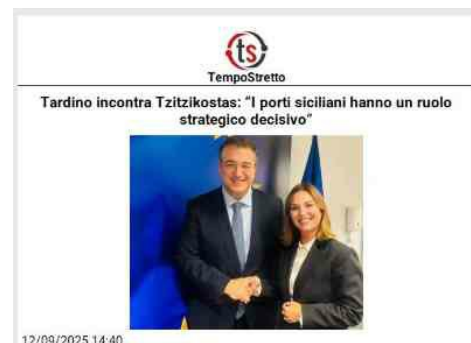 ts
TempoStretto
Tardino incontra Tzitzikostas: “I porti siciliani hanno un ruolo
strategico decisivo”
12/09/2025 14:40